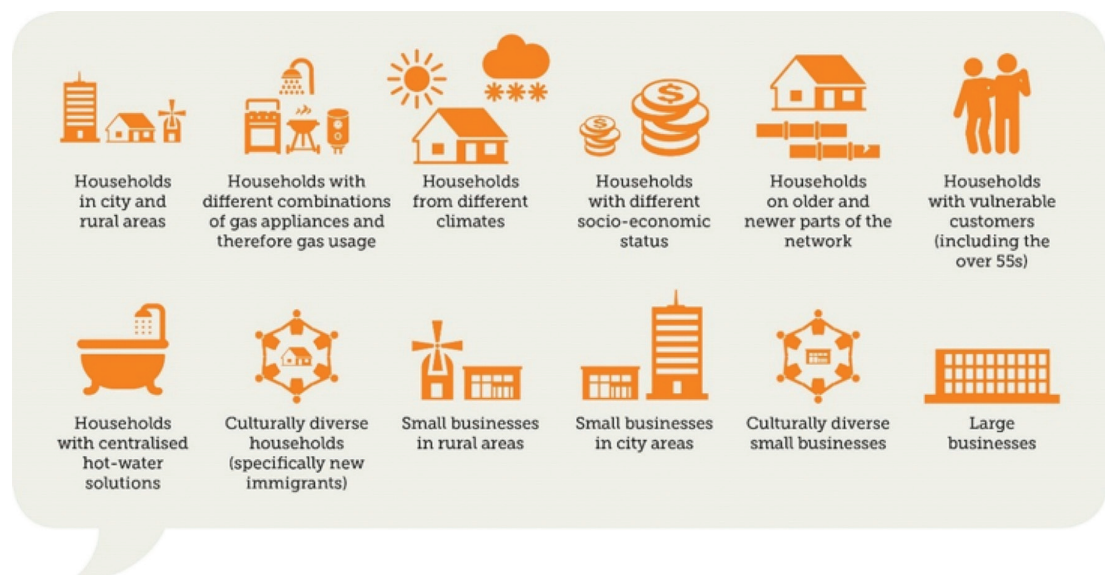 Households
in city and
rural areas
Households with
different combinations
of gas appliances and
therefore gas usage
Households
from different
climates
$
$
Households
with different
socio-economic
status
Households
on older and
newer parts of the
network
Households
with vulnerable
customers
(including the
over 55s)
Households
with centralised
hot-water
solutions
Culturally diverse
households
(specifically new
immigrants)
Small businesses
in rural areas
Small businesses
in city areas
Culturally diverse
small businesses
Large
businesses